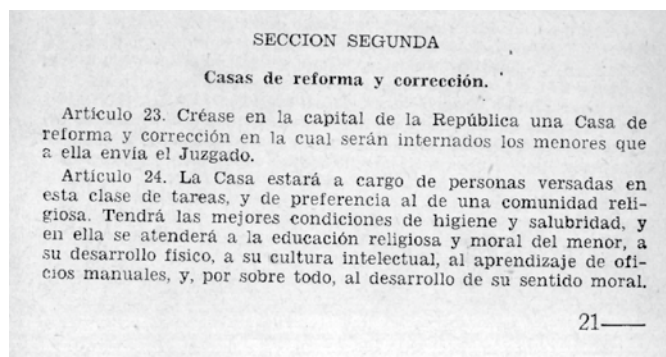 SECCION SEGUNDA
Casas de reforma y corrección.
Artículo 23. Créase en la capital de la República una Casa de
reforma y corrección en la cual serán internados los menores que
a ella envía el Juzgado.
Artículo 24. La Casa estará a cargo de personas versadas en
esta clase de tareas, y de preferencia al de una comunidad reli-
giosa. Tendrá las mejores condiciones de higiene y salubridad, y
en ella se atenderá a la educación religiosa y moral del menor, a
su desarrollo físico, a su cultura intelectual, al aprendizaje de ofi-
cios manuales, y, por sobre todo, al desarrollo de su sentido moral.
21—